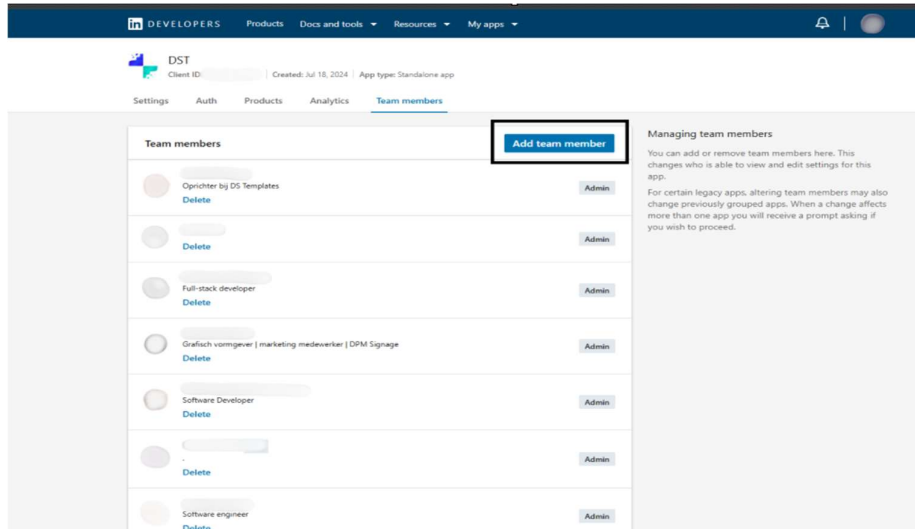 in DEVELOPERS Products Docs and tools Resources My apps
DST
Client ID: Created: Jul 18, 2024 App type: Standalone app
Settings Auth Products Analytics Team members
Team members Add team member
Oprichter bij DS Templates
Delete
Admin
Delete
Admin
Full-stack developer
Delete
Admin
Grafisch vormgever | marketing medewerker | DPM Signage
Delete
Admin
Software Developer
Delete
Admin
.
Delete
Admin
Software engineer
Delete
Admin
Managing team members
You can add or remove team members here. This
changes who is able to view and edit settings for this
app.
For certain legacy apps, altering team members may also
change previously grouped apps. When a change affects
more than one app you will receive a prompt asking if
you wish to proceed.